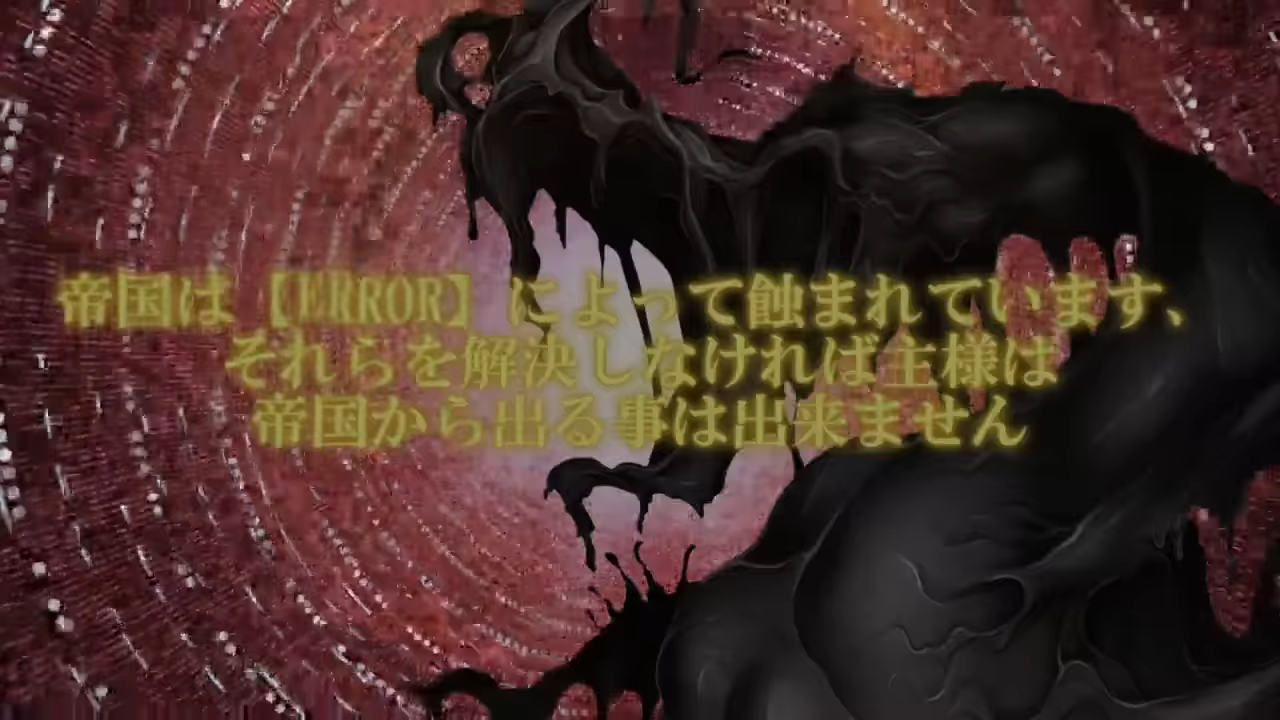 帝国は【ERROR】によって蝕まれています、
それらを解決しなければ主様は
帝国から出る事は出来ません